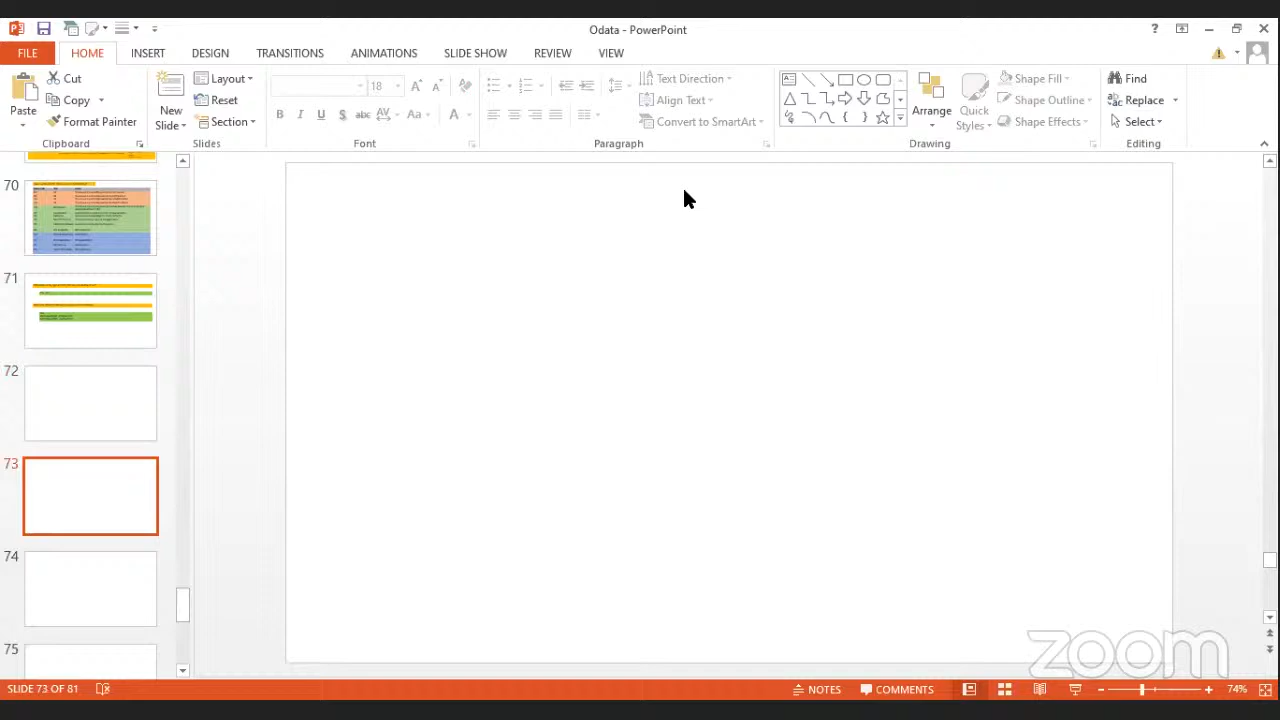 Odata - PowerPoint
FILE HOME INSERT DESIGN TRANSITIONS ANIMATIONS SLIDE SHOW REVIEW VIEW
Paste
Cut
Copy
Format Painter
Clipboard
New Slide
Layout
Reset
Section
Slides
18
B I U S abc AV Aa A
Font
Text Direction
Align Text
Convert to SmartArt
Paragraph
Arrange
Quick Styles
Shape Fill
Shape Outline
Shape Effects
Drawing
Find
Replace
Select
Editing
70
71
72
73
74
75
zoom
SLIDE 73 OF 81 NOTES COMMENTS 74%